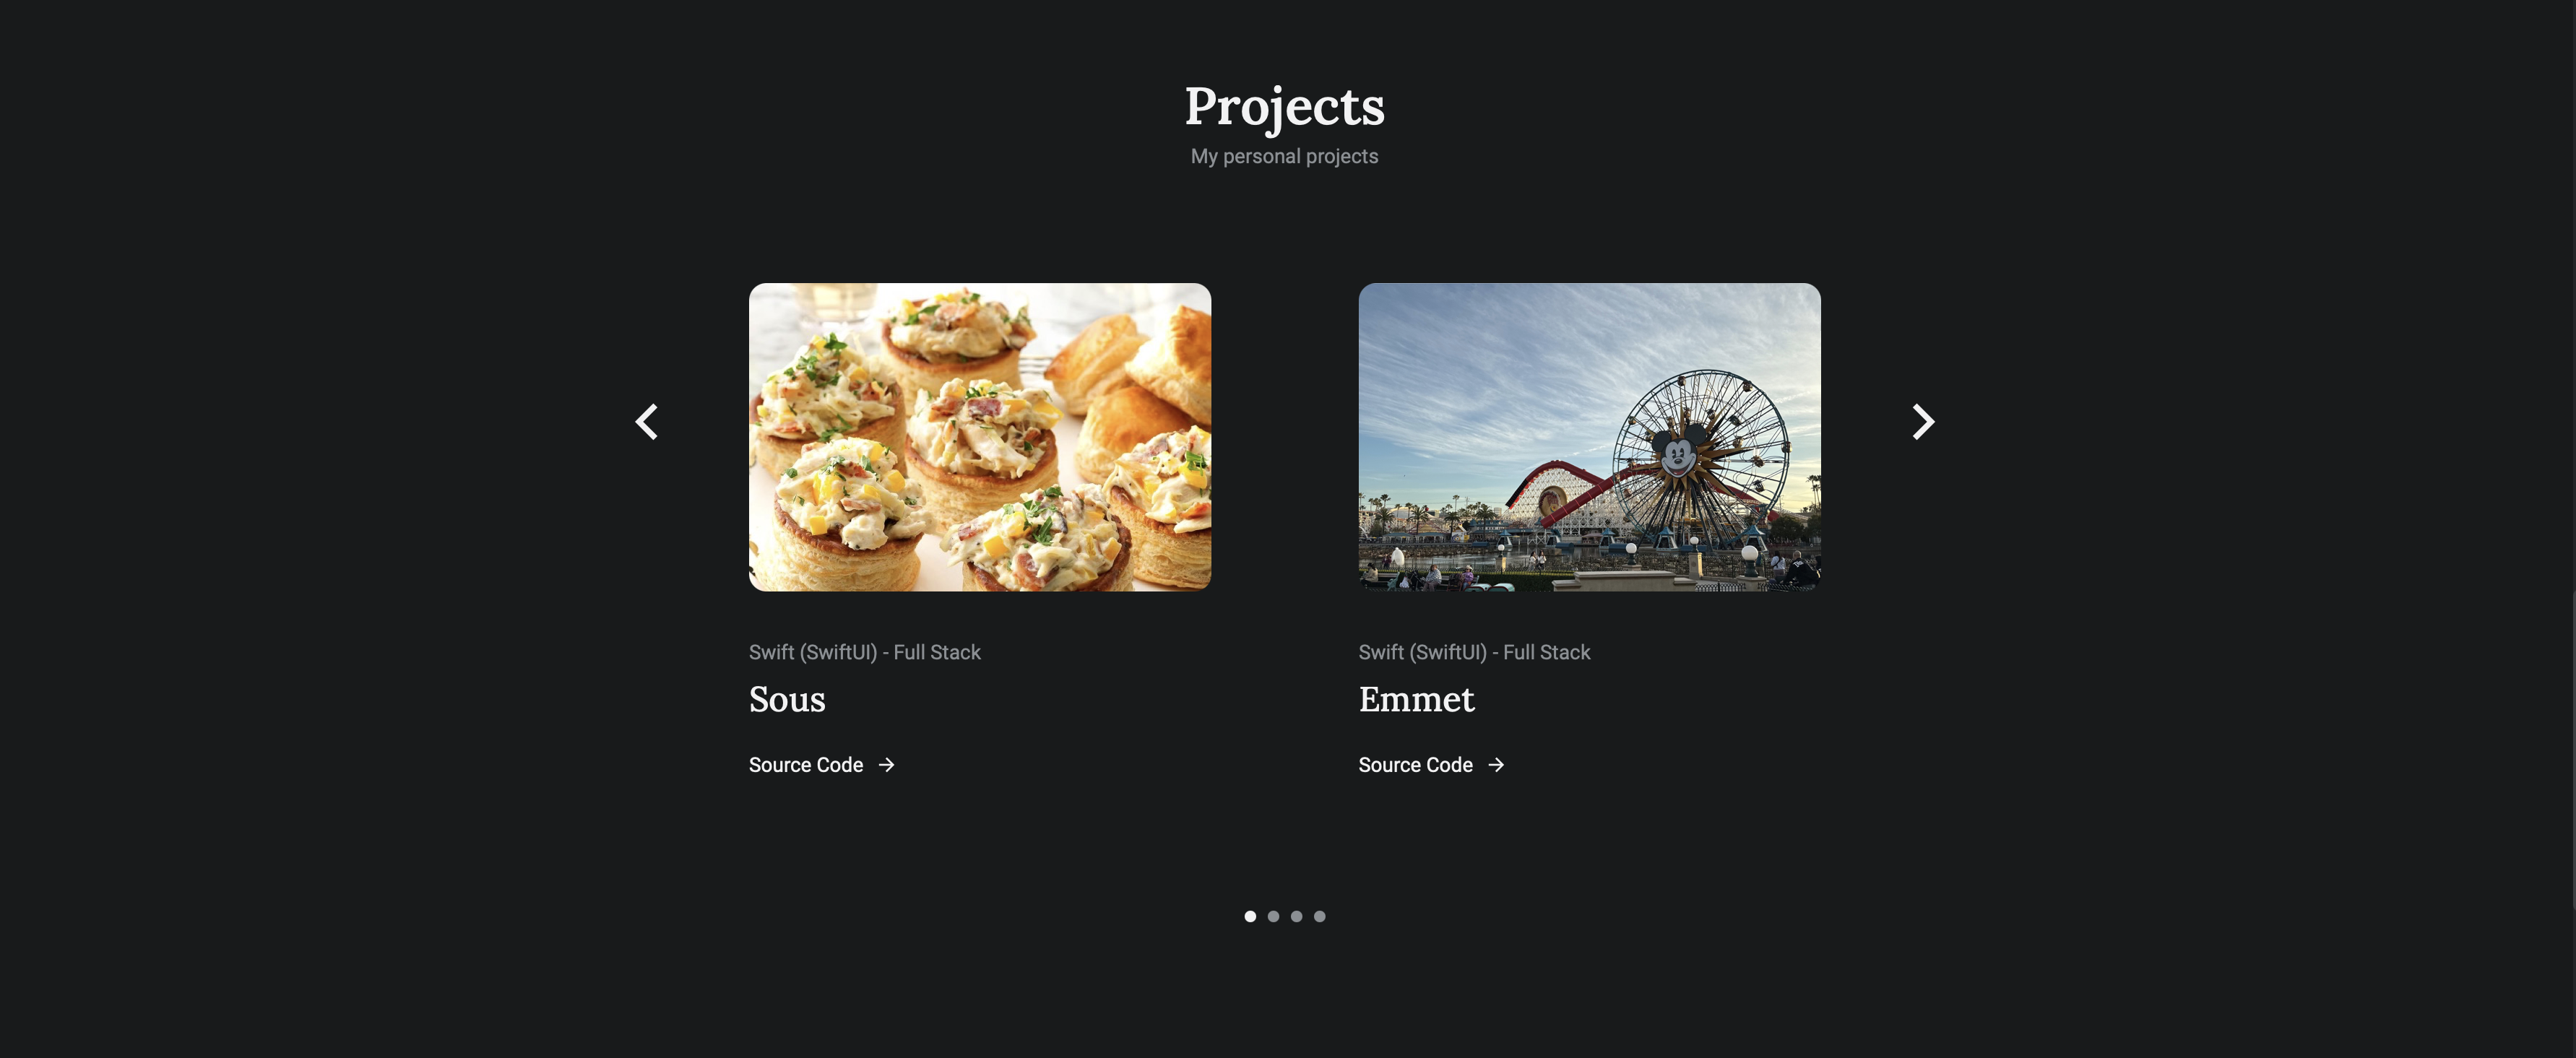 Projects
My personal projects
Swift (SwiftUI) - Full Stack
Sous
Source Code
Swift (SwiftUI) - Full Stack
Emmet
Source Code